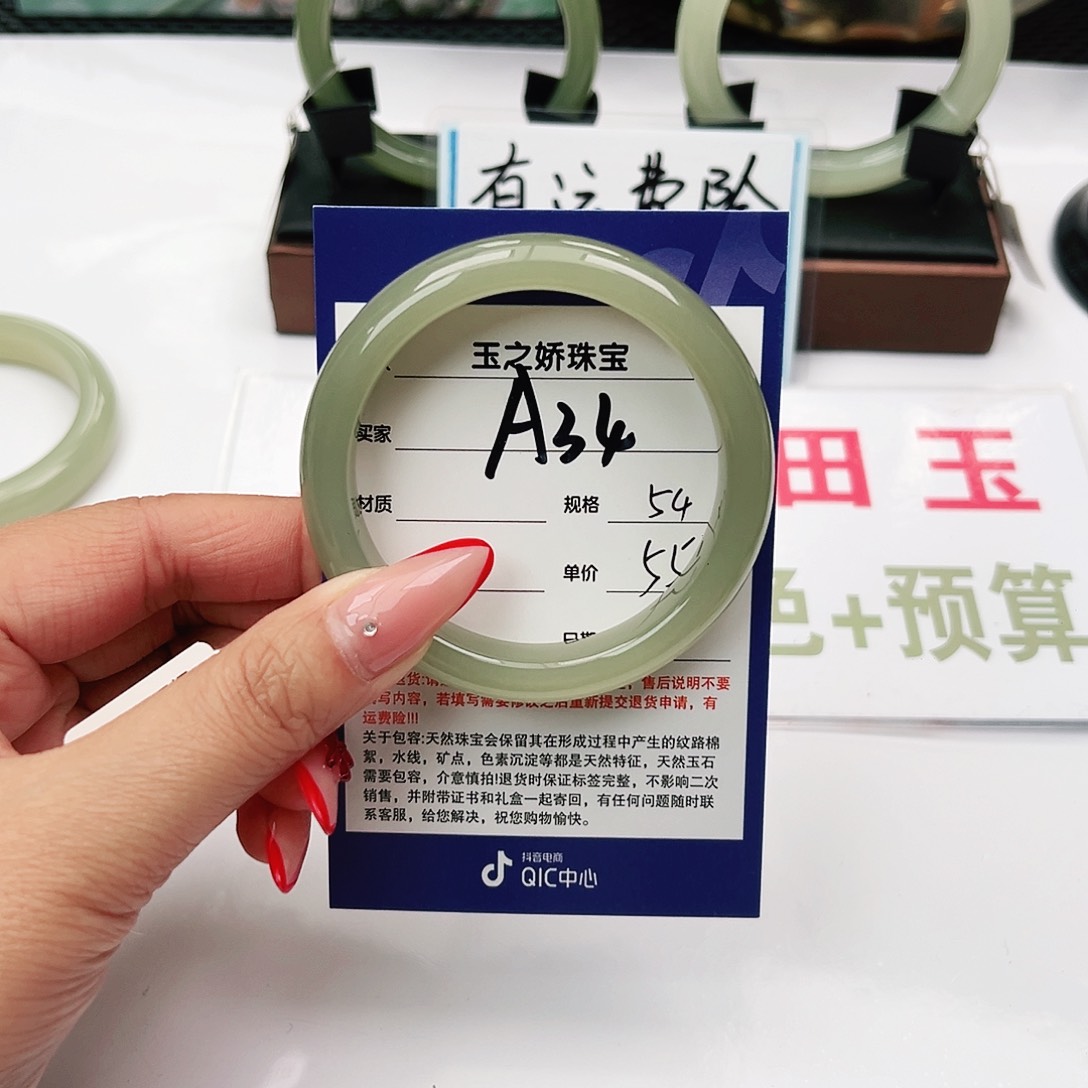 有运费险
玉之娇珠宝
买家 A34
材质 规格 54
单价
田玉
色+预算
售后说明不要
写内容，若填写需要修改之后重新提交退货申请，有
运费险!!!
关于包容:天然珠宝会保留其在形成过程中产生的纹路棉
絮，水线，矿点，色素沉淀等都是天然特征，天然玉石
需要包容，介意慎拍!退货时保证标签完整，不影响二次
销售，并附带证书和礼盒一起寄回，有任何问题随时联
系客服，给您解决，祝您购物愉快。
抖音电商
QIC中心